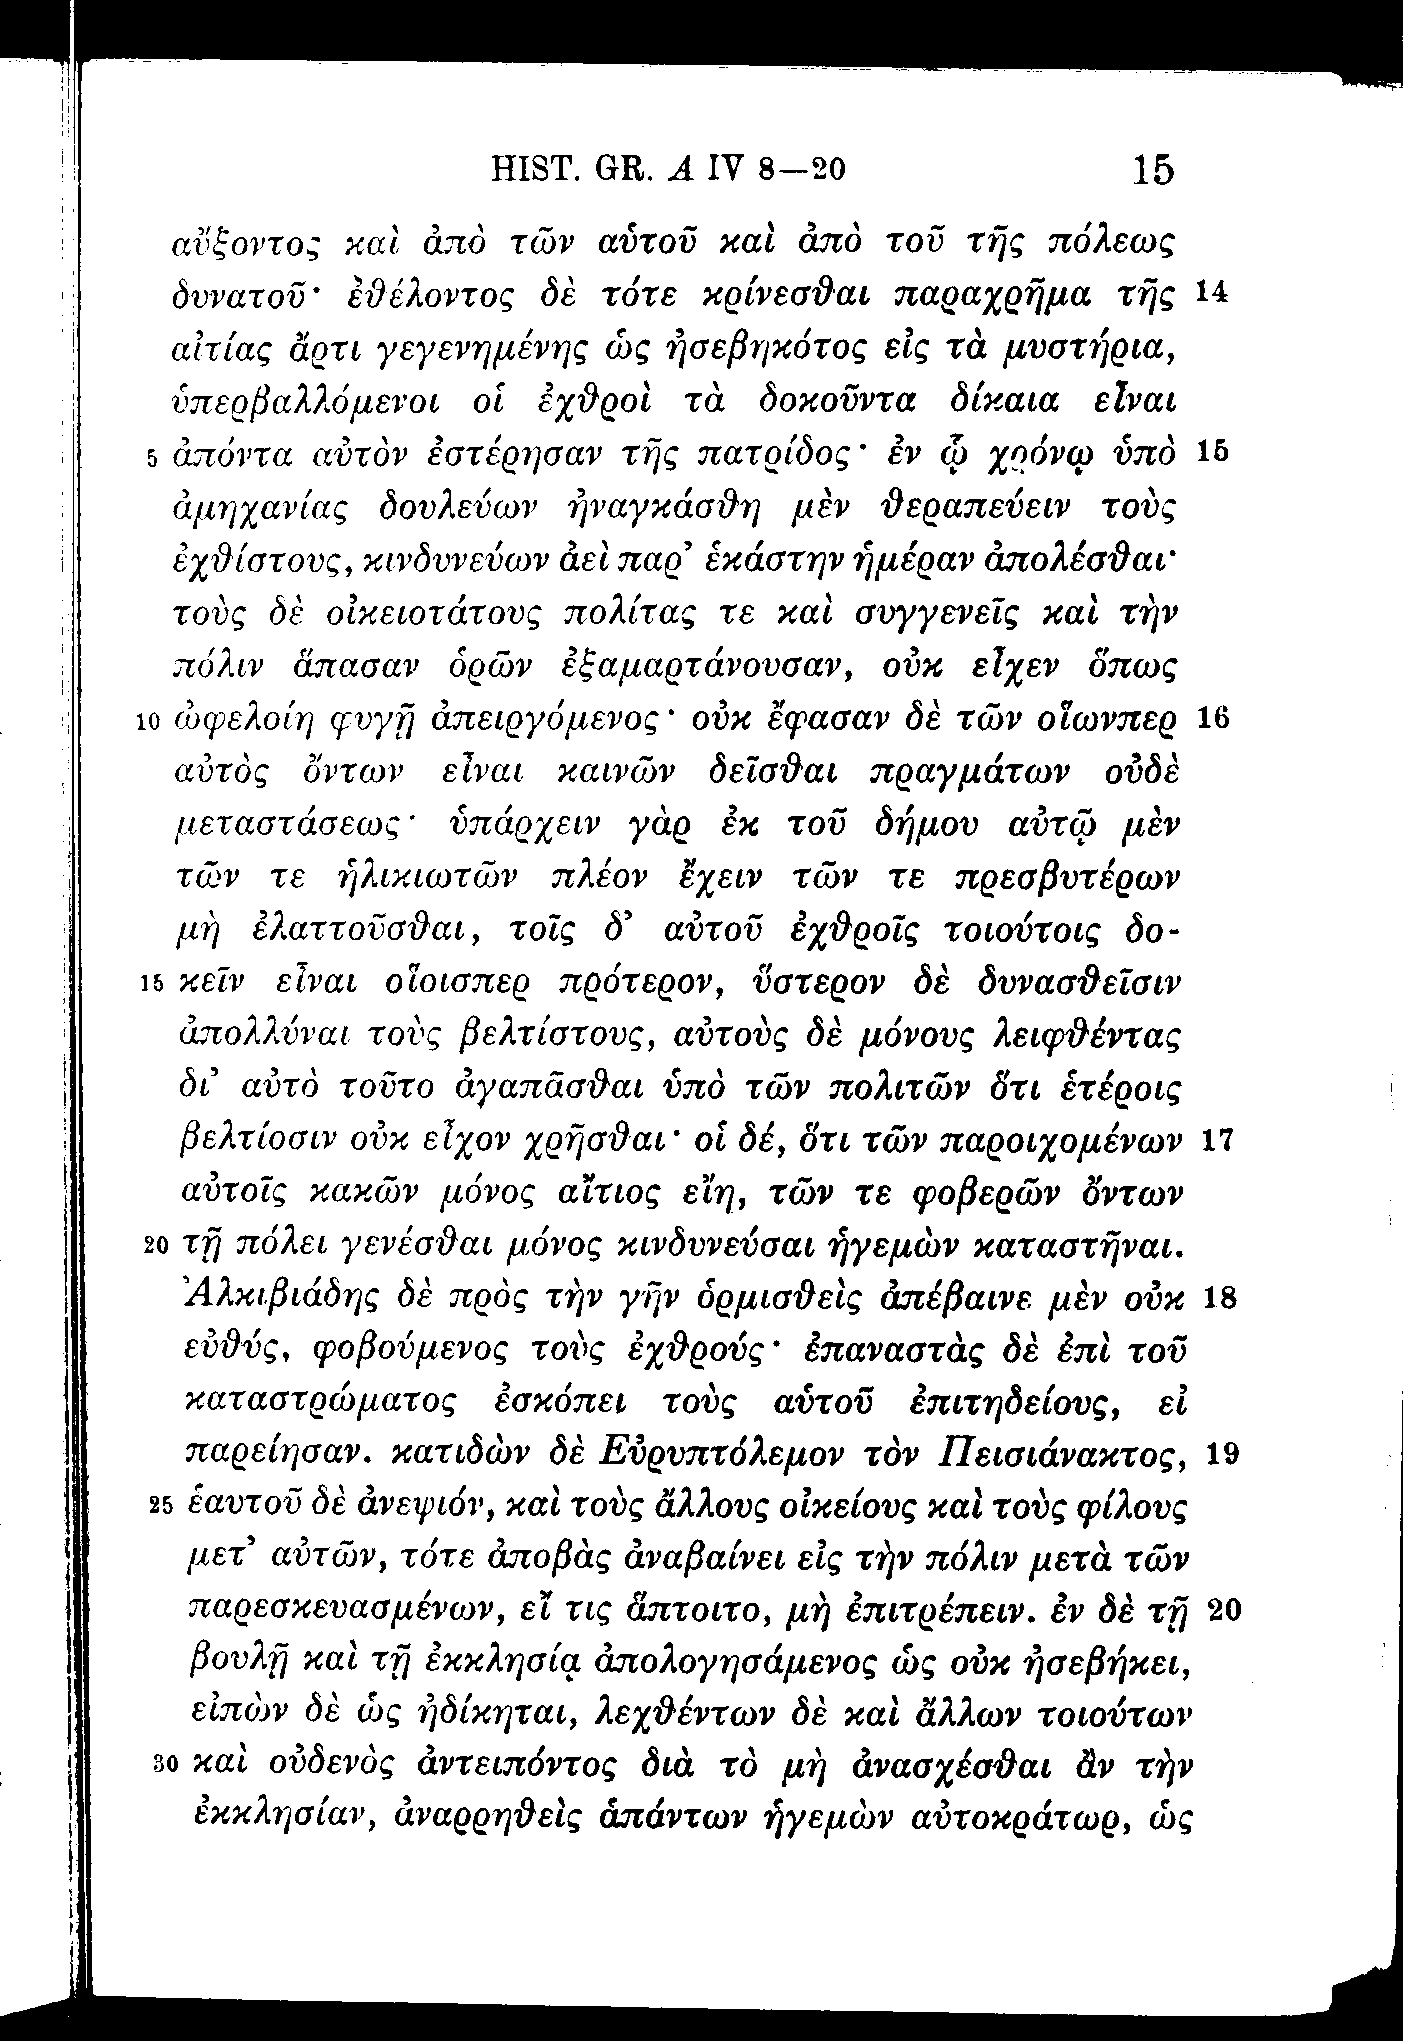 HIST. GR. A IV 8—20 15
αὔξοντος καὶ ἀπὸ τῶν αὑτοῦ καὶ ἀπὸ τοῦ τῆς πόλεως
δυνατοῦ· ἐθέλοντος δὲ τότε κρίνεσθαι παραχρῆμα τῆς 14
αἰτίας ἄρτι γεγενημένης ὡς ἠσεβηκότος εἰς τὰ μυστήρια,
ὑπερβαλλόμενοι οἱ ἐχθροὶ τὰ δοκοῦντα δίκαια εἶναι
5 ἀπόντα αὐτὸν ἐστέρησαν τῆς πατρίδος· ἐν ᾧ χρόνῳ ὑπὸ 15
ἀμηχανίας δουλεύων ἠναγκάσθη μὲν θεραπεύειν τοὺς
ἐχθίστους, κινδυνεύων ἀεὶ παρ’ ἑκάστην ἡμέραν ἀπολέσθαι·
τοὺς δὲ οἰκειοτάτους πολίτας τε καὶ συγγενεῖς καὶ τὴν
πόλιν ἅπασαν ὁρῶν ἐξαμαρτάνουσαν, οὐκ εἶχεν ὅπως
10 ὠφελοίη φυγῇ ἀπειργόμενος· οὐκ ἔφασαν δὲ τῶν οἵωνπερ 16
αὐτὸς ὄντων εἶναι καινῶν δεῖσθαι πραγμάτων οὐδὲ
μεταστάσεως· ὑπάρχειν γὰρ ἐκ τοῦ δήμου αὐτῷ μὲν
τῶν τε ἡλικιωτῶν πλέον ἔχειν τῶν τε πρεσβυτέρων
μὴ ἐλαττοῦσθαι, τοῖς δ’ αὐτοῦ ἐχθροῖς τοιούτοις δο-
15 κεῖν εἶναι οἵοισπερ πρότερον, ὕστερον δὲ δυνασθεῖσιν
ἀπολλύναι τοὺς βελτίστους, αὐτοὺς δὲ μόνους λειφθέντας
δι’ αὐτὸ τοῦτο ἀγαπᾶσθαι ὑπὸ τῶν πολιτῶν ὅτι ἑτέροις
βελτίοσιν οὐκ εἶχον χρῆσθαι· οἱ δέ, ὅτι τῶν παροιχομένων 17
αὐτοῖς κακῶν μόνος αἴτιος εἴη, τῶν τε φοβερῶν ὄντων
20 τῇ πόλει γενέσθαι μόνος κινδυνεύσαι ἡγεμὼν καταστῆναι.
Ἀλκιβιάδης δὲ πρὸς τὴν γῆν ὁρμισθεὶς ἀπέβαινε μὲν οὐκ 18
εὐθύς, φοβούμενος τοὺς ἐχθρούς· ἐπαναστὰς δὲ ἐπὶ τοῦ
καταστρώματος ἐσκόπει τοὺς αὑτοῦ ἐπιτηδείους, εἰ
παρείησαν. κατιδὼν δὲ Εὐρυπτόλεμον τὸν Πεισιάνακτος, 19
25 ἑαυτοῦ δὲ ἀνεψιόν, καὶ τοὺς ἄλλους οἰκείους καὶ τοὺς φίλους
μετ’ αὐτῶν, τότε ἀποβὰς ἀναβαίνει εἰς τὴν πόλιν μετὰ τῶν
παρεσκευασμένων, εἴ τις ἅπτοιτο, μὴ ἐπιτρέπειν. ἐν δὲ τῇ 20
βουλῇ καὶ τῇ ἐκκλησίᾳ ἀπολογησάμενος ὡς οὐκ ἠσεβήκει,
εἰπὼν δὲ ὡς ἠδίκηται, λεχθέντων δὲ καὶ ἄλλων τοιούτων
30 καὶ οὐδενὸς ἀντειπόντος διὰ τὸ μὴ ἀνασχέσθαι ἂν τὴν
ἐκκλησίαν, ἀναρρηθεὶς ἁπάντων ἡγεμὼν αὐτοκράτωρ, ὡς